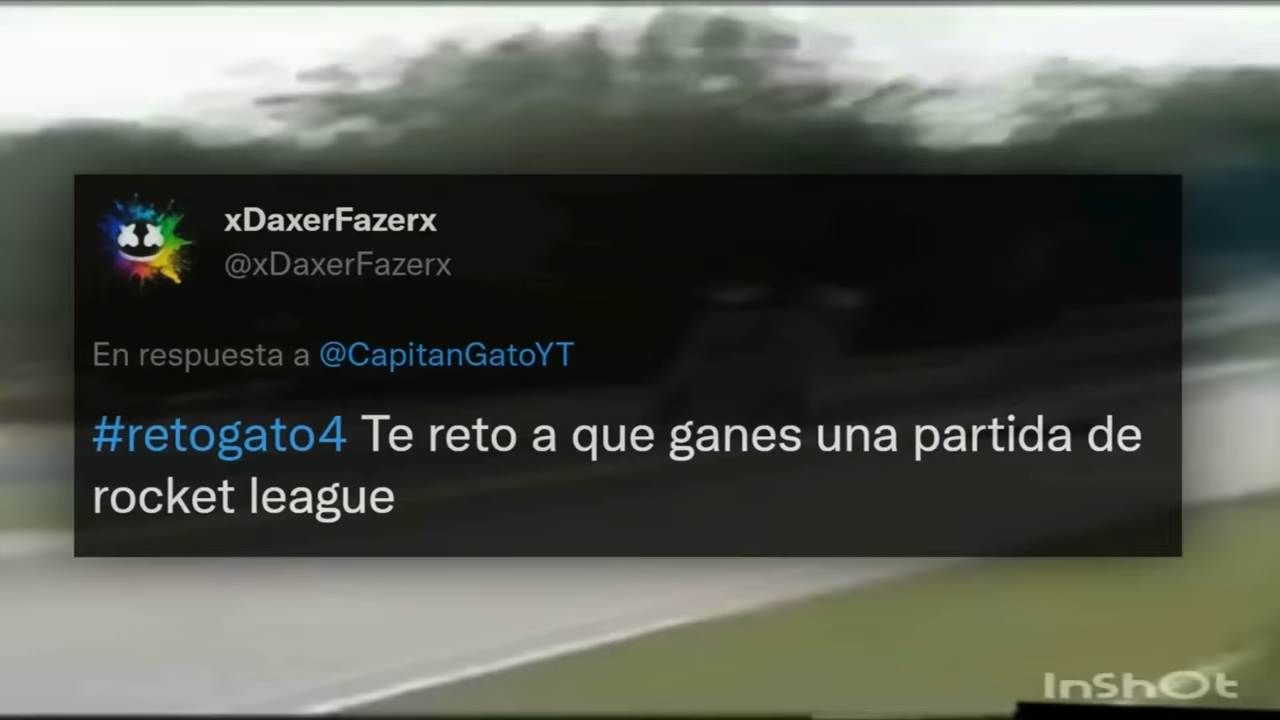 xDaxerFazerx
@xDaxerFazerx
En respuesta a @CapitanGatoYT
#retogato4 Te reto a que ganes una partida de
rocket league
InShOt